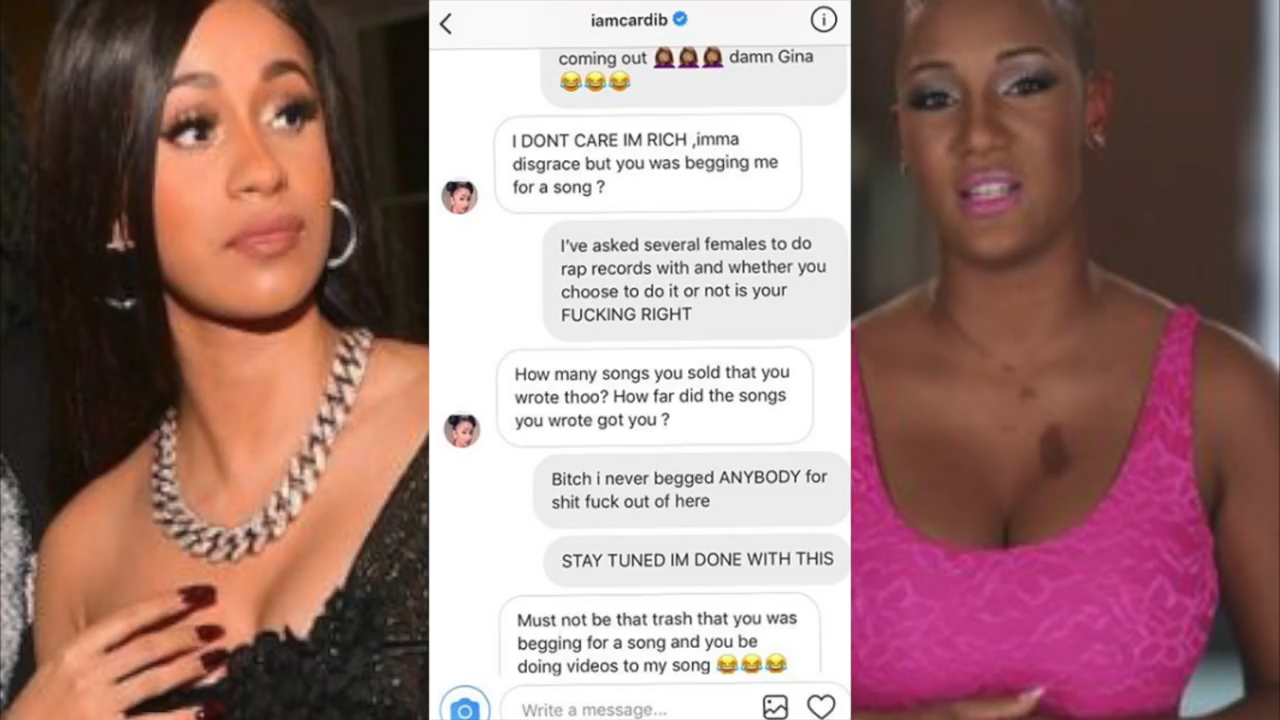 iamcardib
coming out 🤦🏾‍♀️🤦🏾‍♀️🤦🏾‍♀️ damn Gina
😂😂😂
I DONT CARE IM RICH ,imma
disgrace but you was begging me
for a song ?
I've asked several females to do
rap records with and whether you
choose to do it or not is your
FUCKING RIGHT
How many songs you sold that you
wrote thoo? How far did the songs
you wrote got you ?
Bitch i never begged ANYBODY for
shit fuck out of here
STAY TUNED IM DONE WITH THIS
Must not be that trash that you was
begging for a song and you be
doing videos to my song 😂😂😂
Write a message...